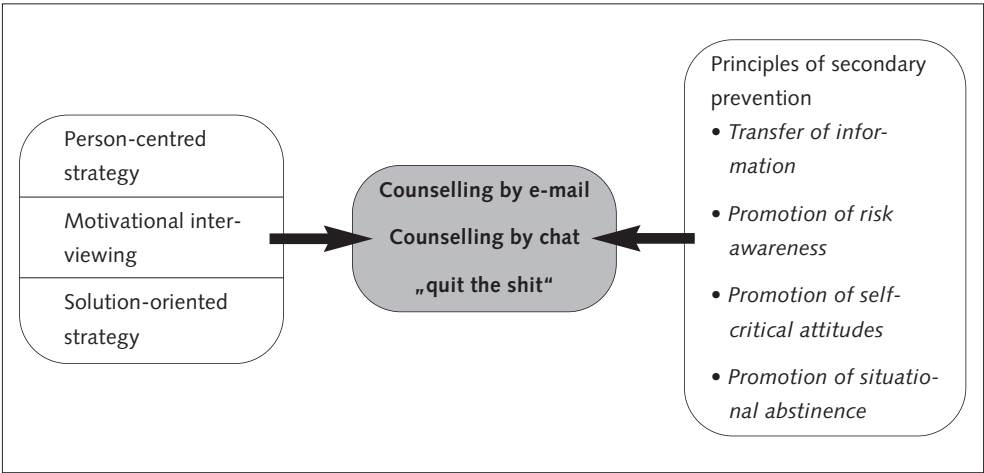 Person-centred
strategy
Motivational inter-
viewing
Solution-oriented
strategy
Counselling by e-mail
Counselling by chat
„quit the shit“
Principles of secondary
prevention
• Transfer of infor-
mation
• Promotion of risk
awareness
• Promotion of self-
critical attitudes
• Promotion of situatio-
nal abstinence